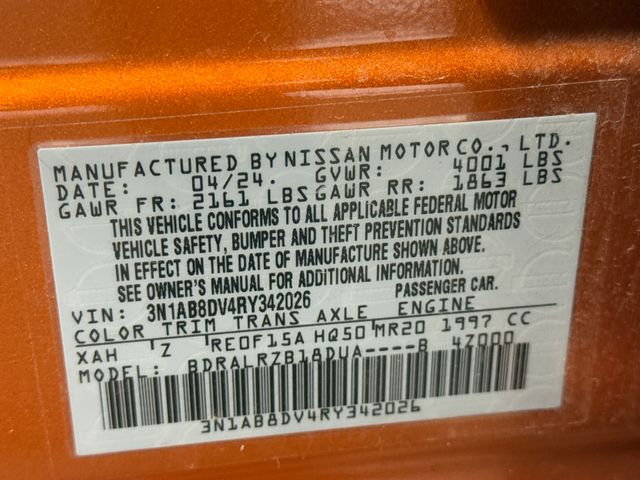 MANUFACTURED BY NISSAN MOTOR CO., LTD.
DATE: 04/24. GVWR: 4001 LBS
GAWR FR: 2161 LBS GAWR RR: 1863 LBS
THIS VEHICLE CONFORMS TO ALL APPLICABLE FEDERAL MOTOR
VEHICLE SAFETY, BUMPER AND THEFT PREVENTION STANDARDS
IN EFFECT ON THE DATE OF MANUFACTURE SHOWN ABOVE.
SEE OWNER'S MANUAL FOR ADDITIONAL INFORMATION.
VIN: 3N1AB8DV4RY342026 PASSENGER CAR.
COLOR TRIM TRANS AXLE ENGINE
XAH Z RE0F15A HQ50 MR20 1997 CC
MODEL: BDRALRZB18DUA----B 4Z000
3N1AB8DV4RY342026